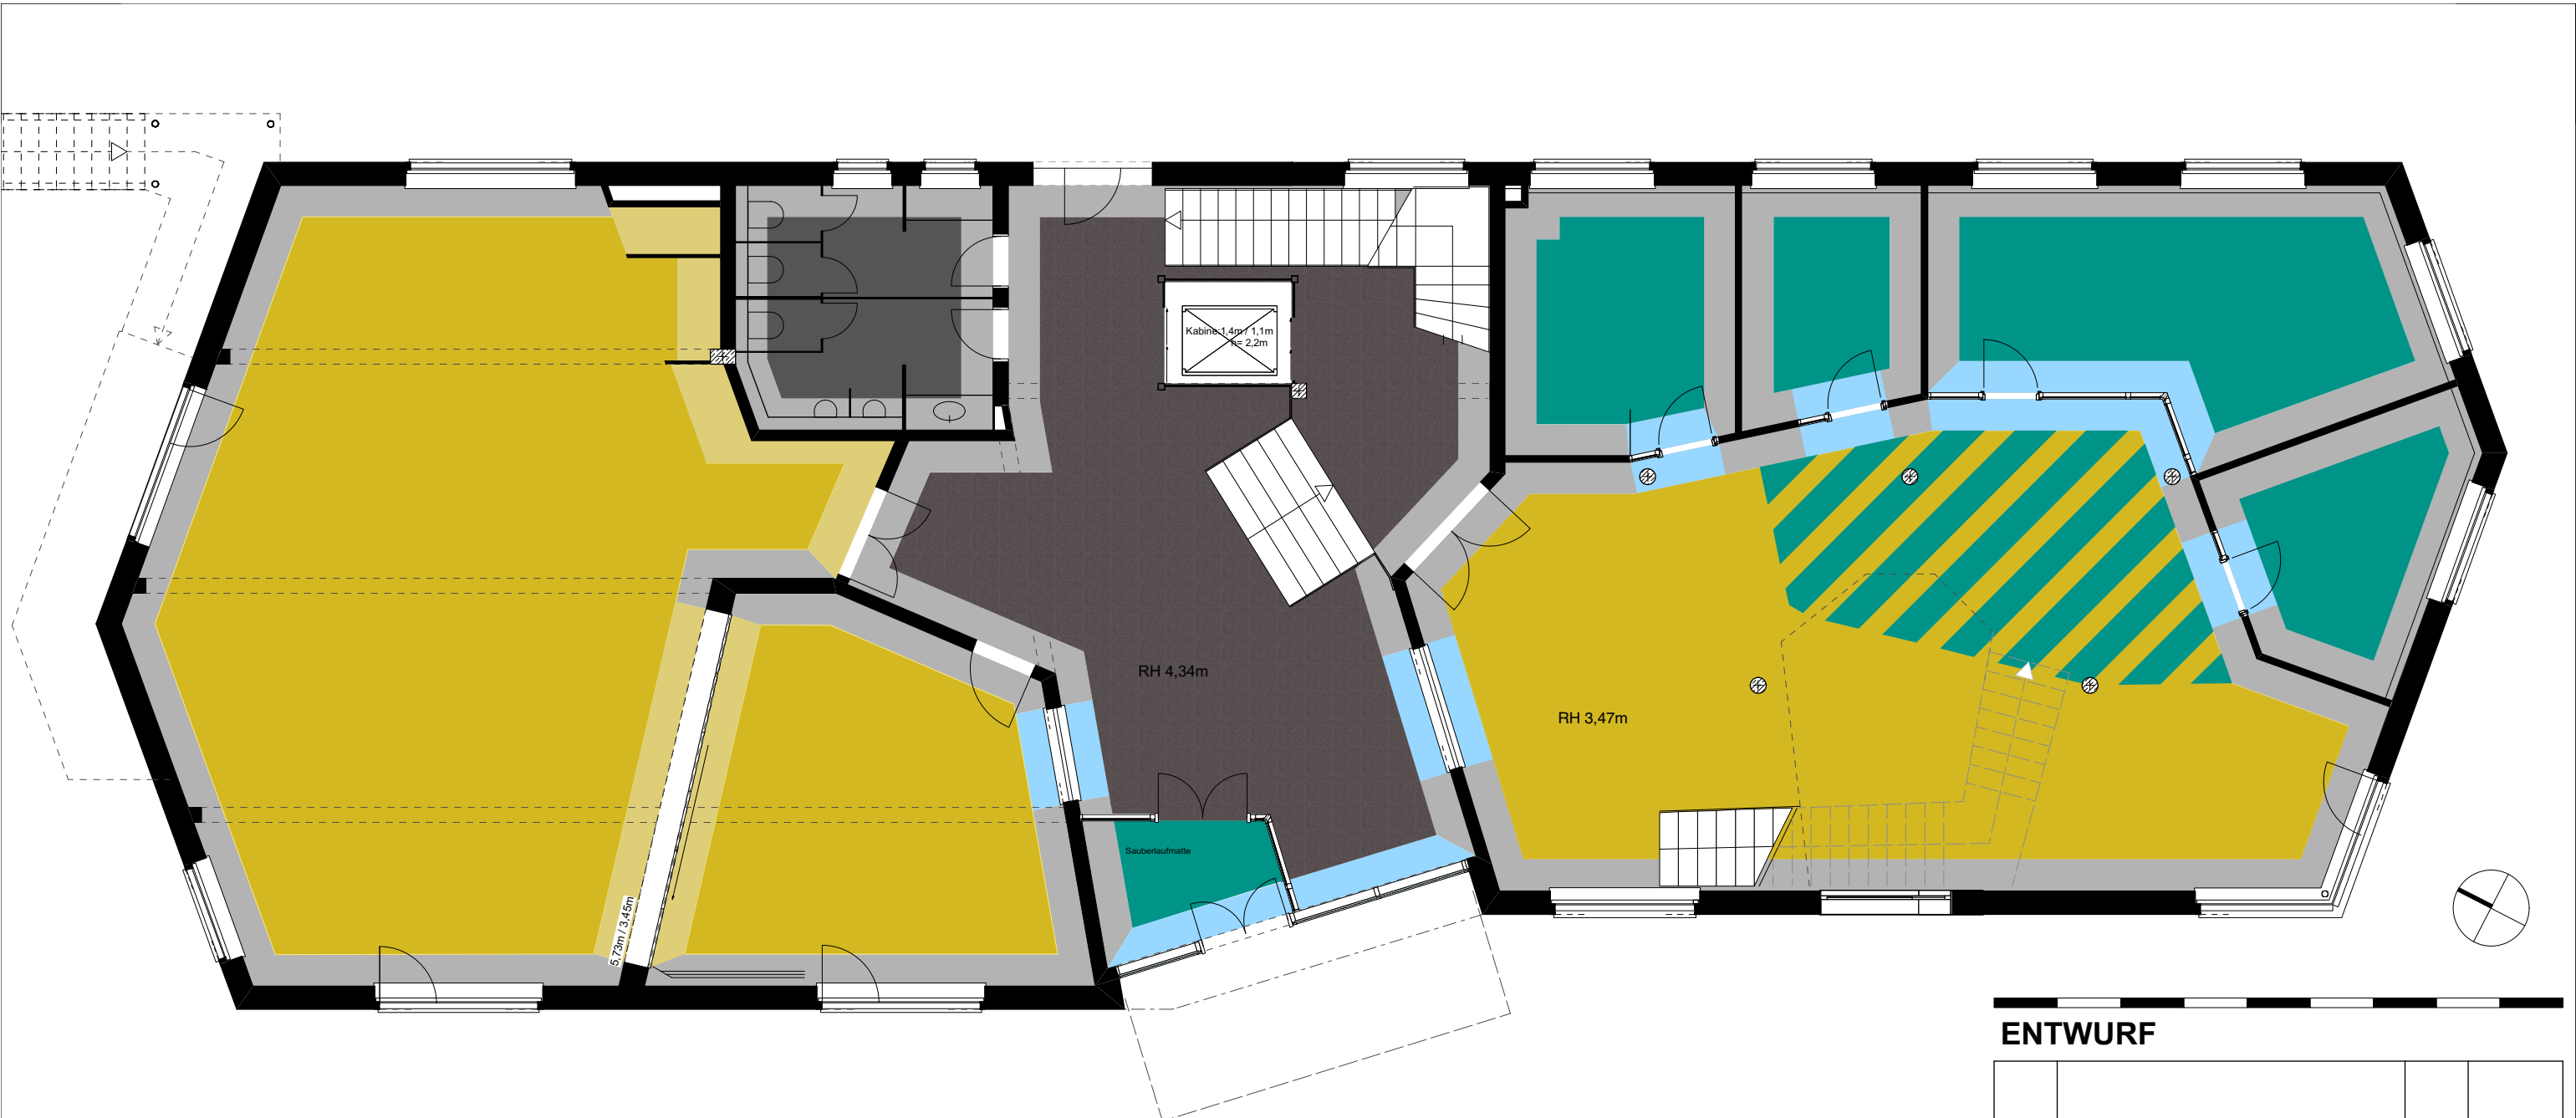 Kabine:1,4m / 1,1m
h= 2,2m
RH 4,34m
RH 3,47m
Sauberlaufmatte
5,73m / 3,45m
ENTWURF